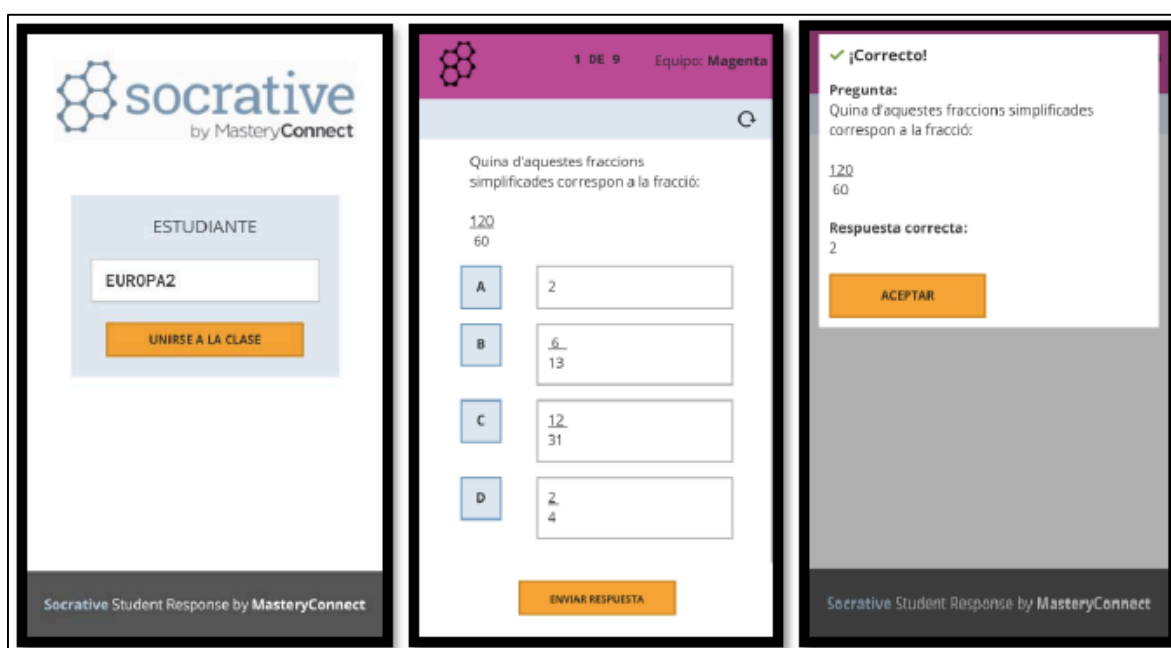 socrative
by MasteryConnect
ESTUDIANTE
EUROPA2
UNIRSE A LA CLASE
Socrative Student Response by MasteryConnect
1 DE 9
Equipo: Magenta
Quina d'aquestes fraccions
simplificades correspon a la fracció:
120
60
A
2
B
6
13
C
12
31
D
2
4
ENVIAR RESPUESTA
✓ ¡Correcto!
Pregunta:
Quina d'aquestes fraccions simplificades
correspon a la fracció:
120
60
Respuesta correcta:
2
ACEPTAR
Socrative Student Response by MasteryConnect